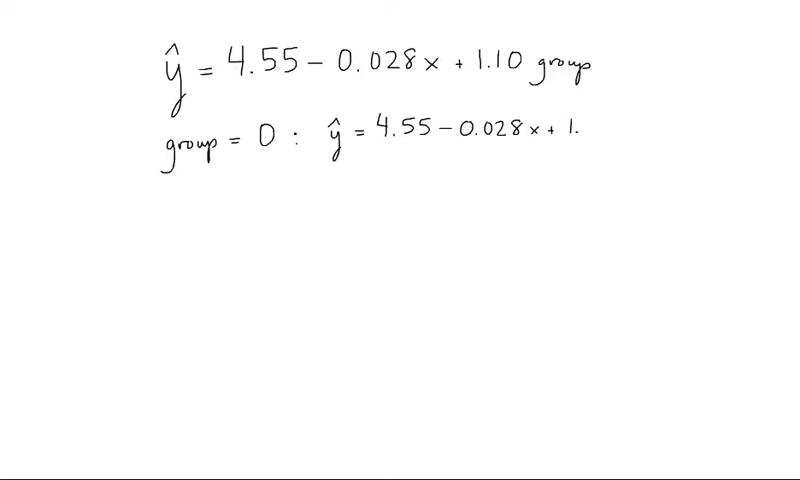 ŷ = 4.55 - 0.028x + 1.10 group
group = 0 : ŷ = 4.55 - 0.028x + 1.